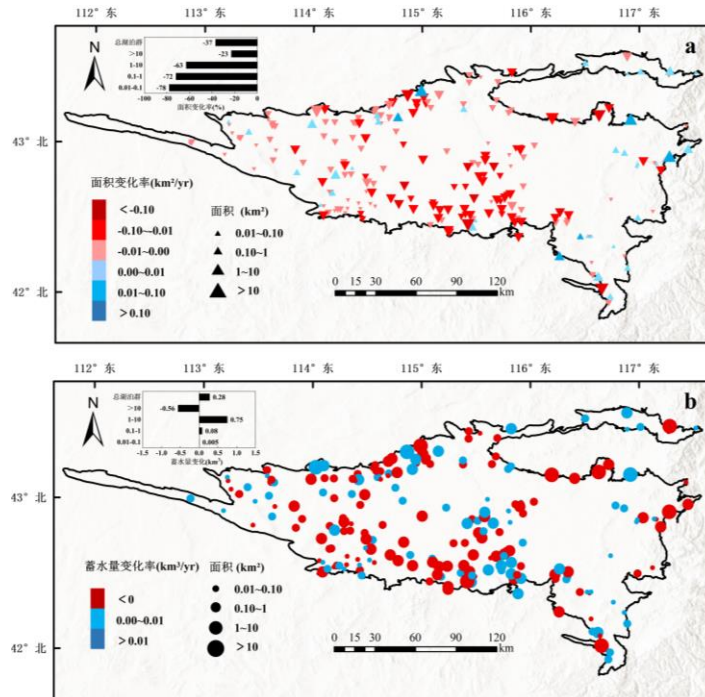 112° 东 113° 东 114° 东 115° 东 116° 东 117° 东
N
a
总湖泊群 -37
>10 -23
1-10 -63
0.1-1 -72
0.01-0.1 -78
-100 -80 -60 -40 -20 0
面积变化率(%)
43° 北
42° 北
面积变化率(km²/yr)
<-0.10
-0.10~-0.01
-0.01~0.00
0.00~0.01
0.01~0.10
>0.10
面积 (km²)
0.01~0.10
0.10~1
1~10
>10
0 15 30 60 90 120
km
112° 东 113° 东 114° 东 115° 东 116° 东 117° 东
N
b
总湖泊群 0.28
>10 -0.56
1-10 0.75
0.1-1 0.08
0.01-0.1 0.005
-1.0 -0.5 0 0.5 1.0 1.5
蓄水量变化(km³)
43° 北
42° 北
蓄水量变化率(km³/yr)
<0
0.00~0.01
>0.01
面积 (km²)
0.01~0.10
0.10~1
1~10
>10
0 15 30 60 90 120
km